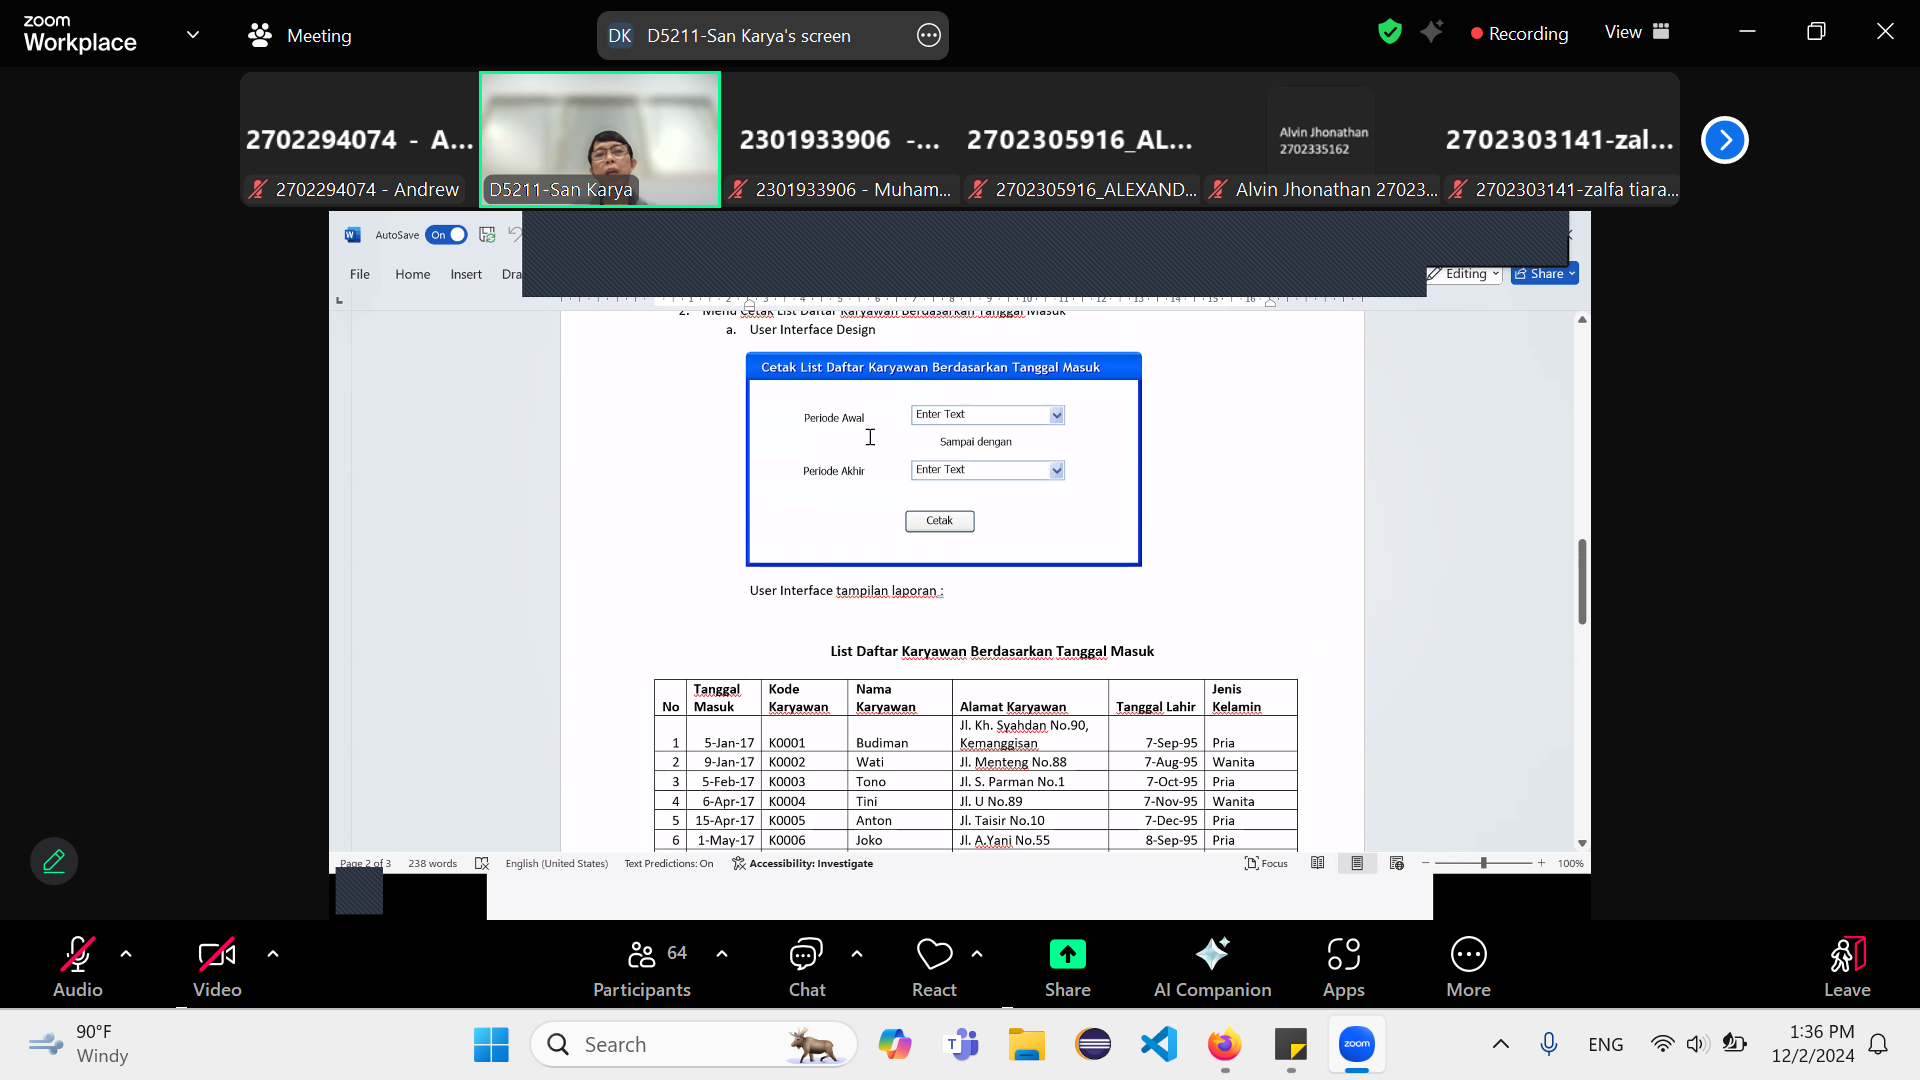 zoom
Workplace
Meeting
DK D5211-San Karya's screen
Recording
View
2702294074 - A...
2301933906 -...
2702305916_AL...
Alvin Jhonathan
2702335162
2702303141-zal...
2702294074 - Andrew
D5211-San Karya
2301933906 - Muham...
2702305916_ALEXAND...
Alvin Jhonathan 27023...
2702303141-zalfa tiara...
AutoSave On
File Home Insert Dra
Editing Share
2. Menu Cetak List Daftar Karyawan Berdasarkan Tanggal Masuk
a. User Interface Design
Cetak List Daftar Karyawan Berdasarkan Tanggal Masuk
Periode Awal Enter Text
Sampai dengan
Periode Akhir Enter Text
Cetak
User Interface tampilan laporan :
List Daftar Karyawan Berdasarkan Tanggal Masuk
No Tanggal Masuk Kode Karyawan Nama Karyawan Alamat Karyawan Tanggal Lahir Jenis Kelamin
1 5-Jan-17 K0001 Budiman Jl. Kh. Syahdan No.90, Kemanggisan 7-Sep-95 Pria
2 9-Jan-17 K0002 Wati Jl. Menteng No.88 7-Aug-95 Wanita
3 5-Feb-17 K0003 Tono Jl. S. Parman No.1 7-Oct-95 Pria
4 6-Apr-17 K0004 Tini Jl. U No.89 7-Nov-95 Wanita
5 15-Apr-17 K0005 Anton Jl. Taisir No.10 7-Dec-95 Pria
6 1-May-17 K0006 Joko Jl. A.Yani No.55 8-Sep-95 Pria
Page 2 of 3 238 words English (United States) Text Predictions: On Accessibility: Investigate Focus 100%
Audio Video 64 Participants Chat React Share AI Companion Apps More Leave
90°F
Windy
Search
zoom
ENG
1:36 PM
12/2/2024